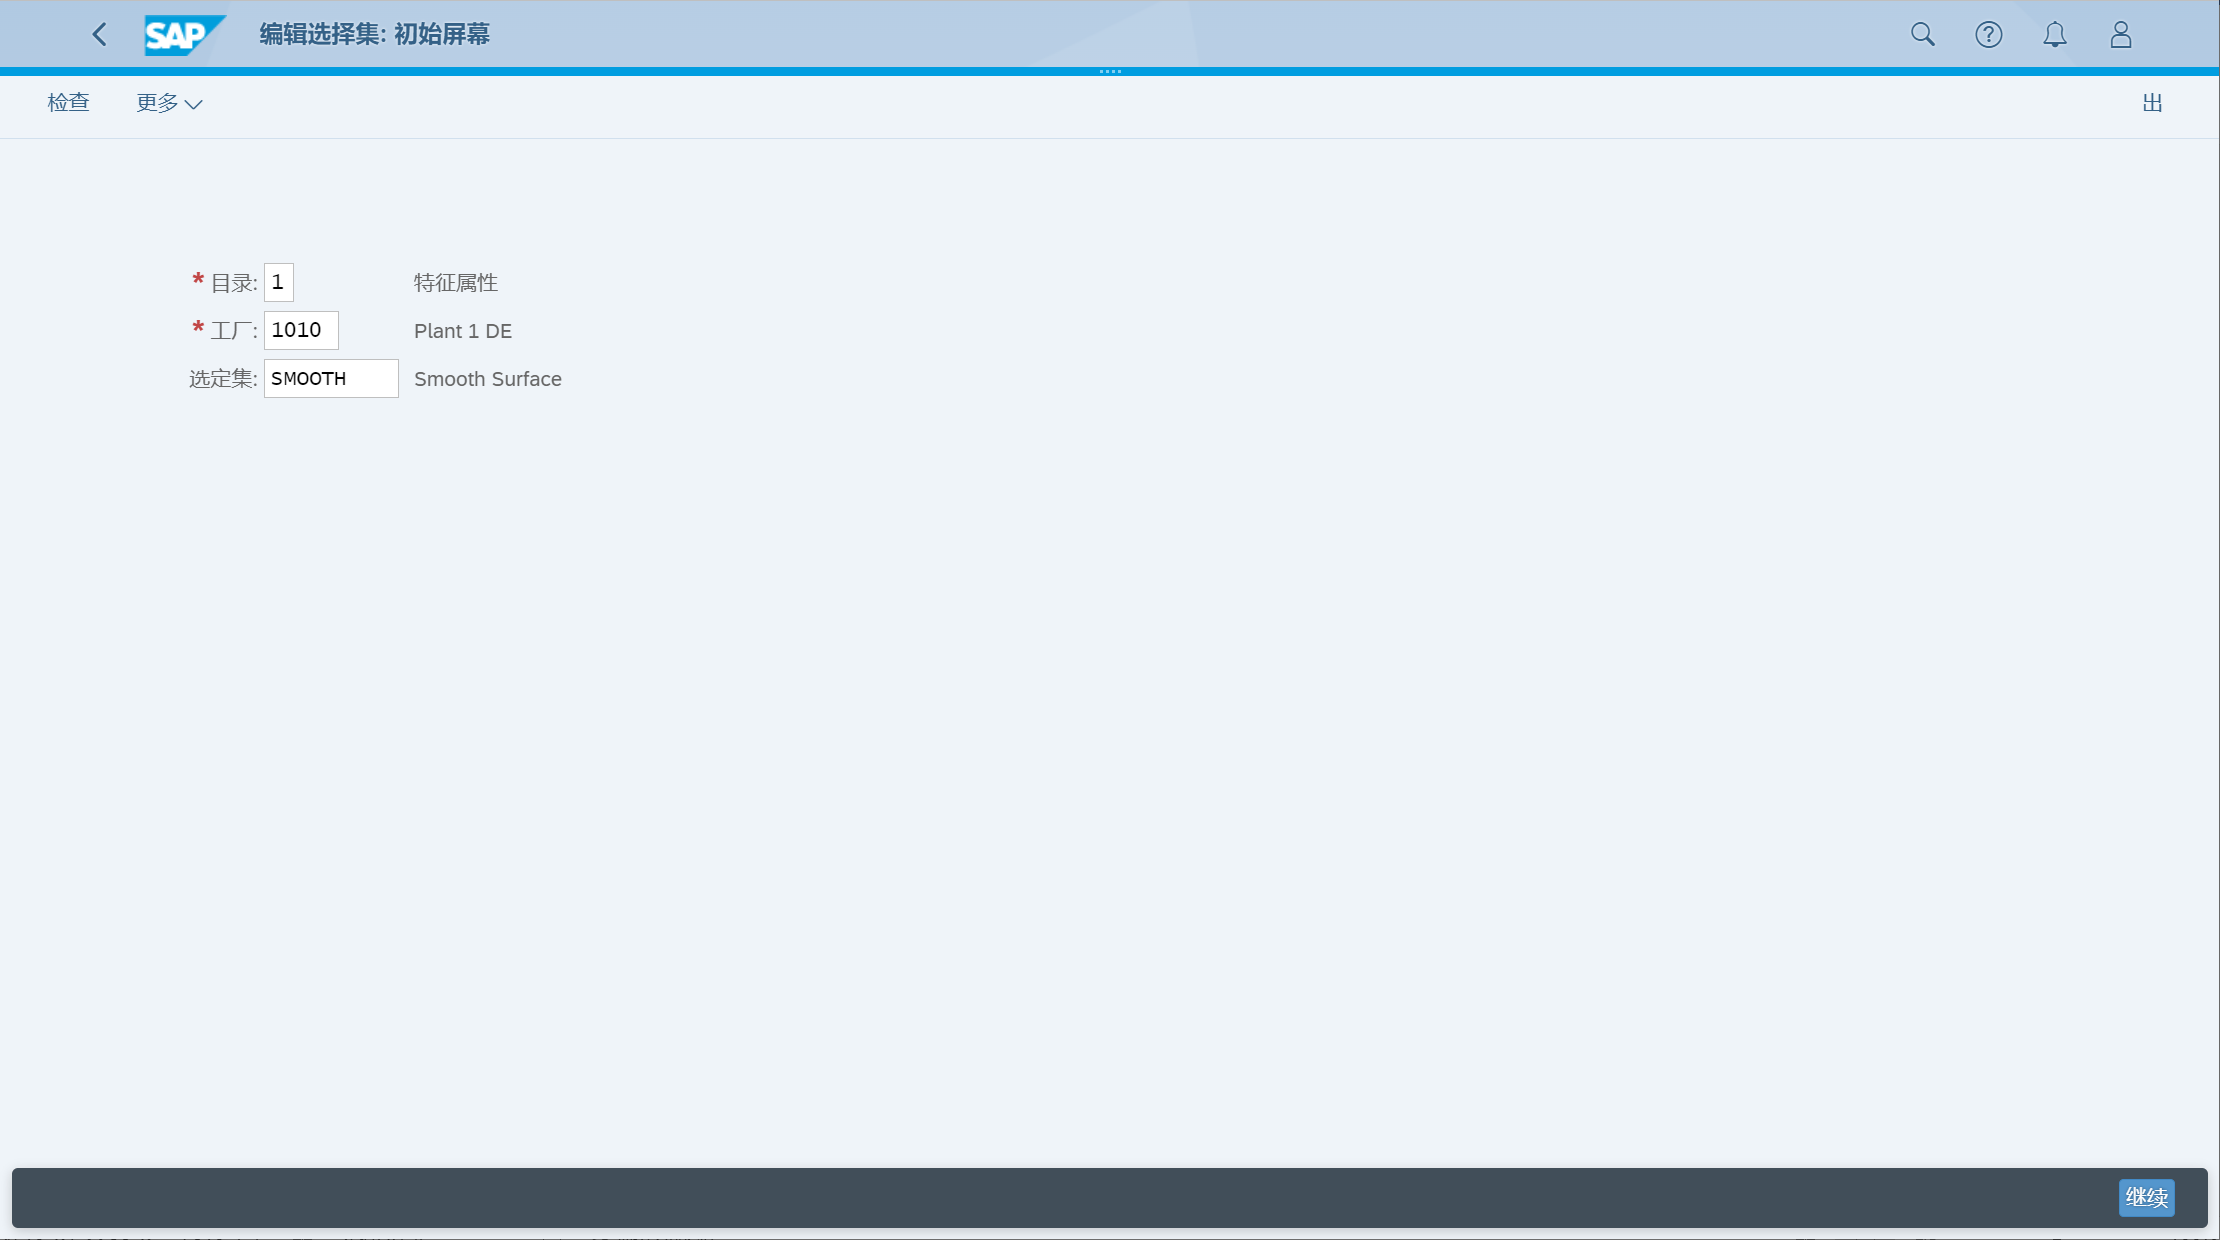 SAP 编辑选择集: 初始屏幕
检查 更多 出
* 目录: 1 特征属性
* 工厂: 1010 Plant 1 DE
选定集: SMOOTH Smooth Surface
继续